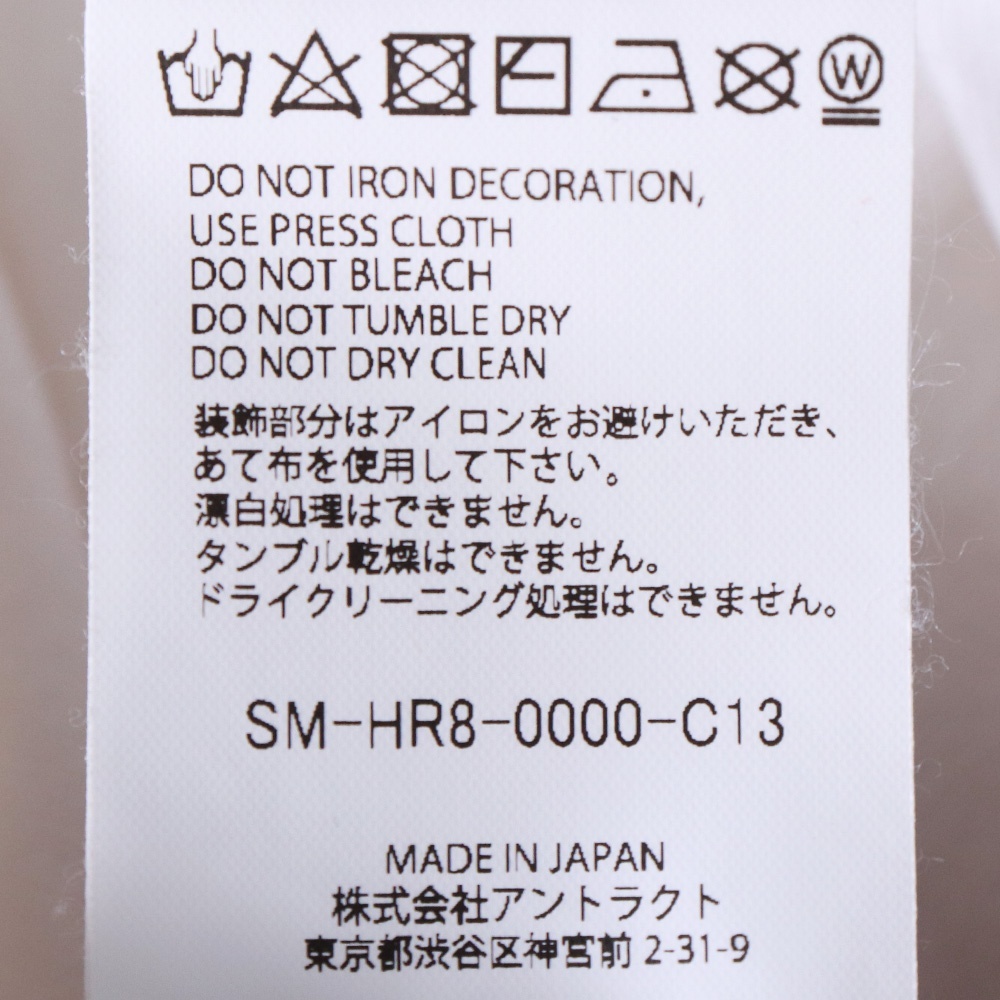 W
DO NOT IRON DECORATION,
USE PRESS CLOTH
DO NOT BLEACH
DO NOT TUMBLE DRY
DO NOT DRY CLEAN
装飾部分はアイロンをお避けいただき、
あて布を使用して下さい。
漂白処理はできません。
タンブル乾燥はできません。
ドライクリーニング処理はできません。
SM-HR8-0000-C13
MADE IN JAPAN
株式会社アントラクト
東京都渋谷区神宮前 2-31-9